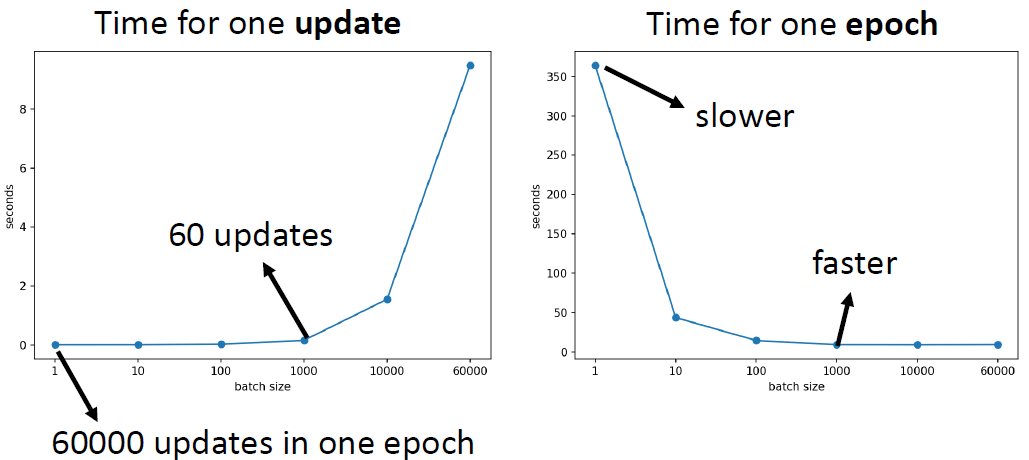 Time for one update
Time for one epoch
8
6
4
2
0
seconds
1
10
100
1000
10000
60000
batch size
60 updates
60000 updates in one epoch
350
300
250
200
150
100
50
0
seconds
1
10
100
1000
10000
60000
batch size
slower
faster